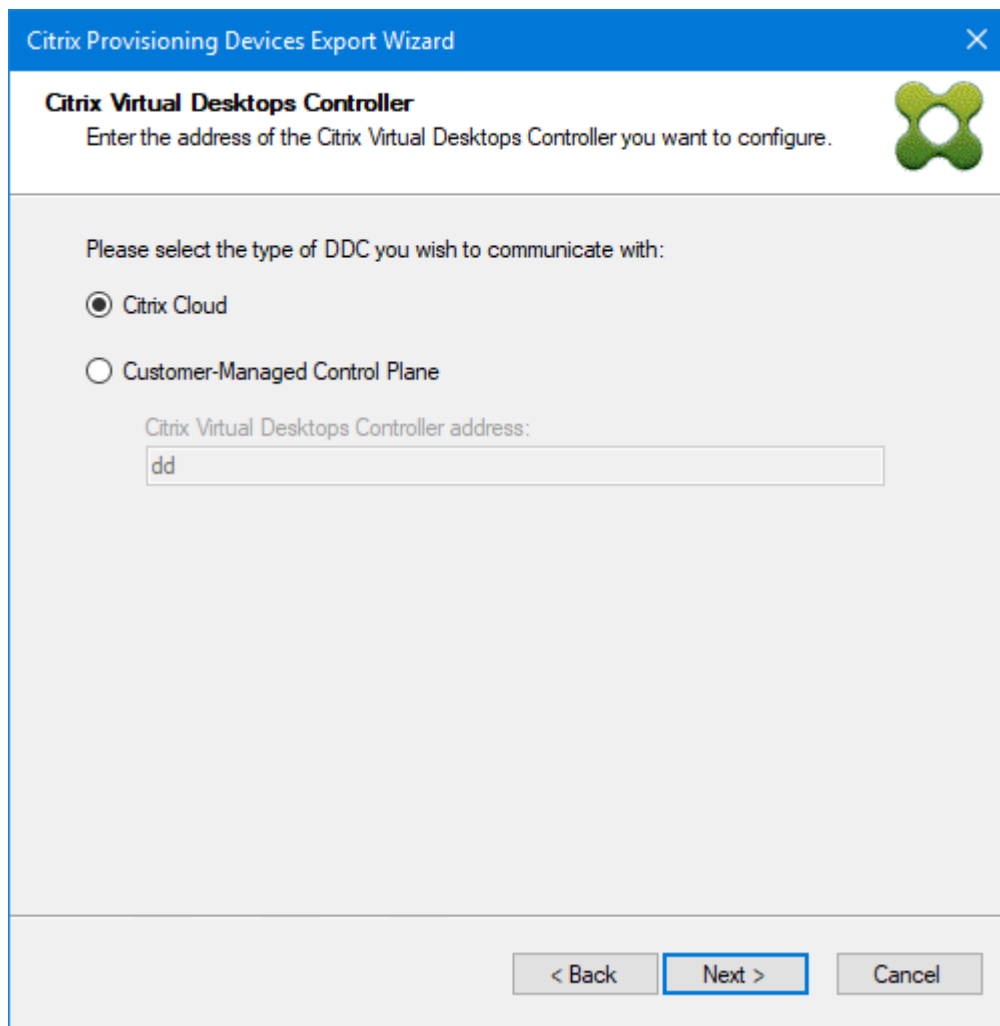 Citrix Provisioning Devices Export Wizard
Citrix Virtual Desktops Controller
Enter the address of the Citrix Virtual Desktops Controller you want to configure.
Please select the type of DDC you wish to communicate with:
Citrix Cloud
Customer-Managed Control Plane
Citrix Virtual Desktops Controller address:
dd
< Back Next > Cancel